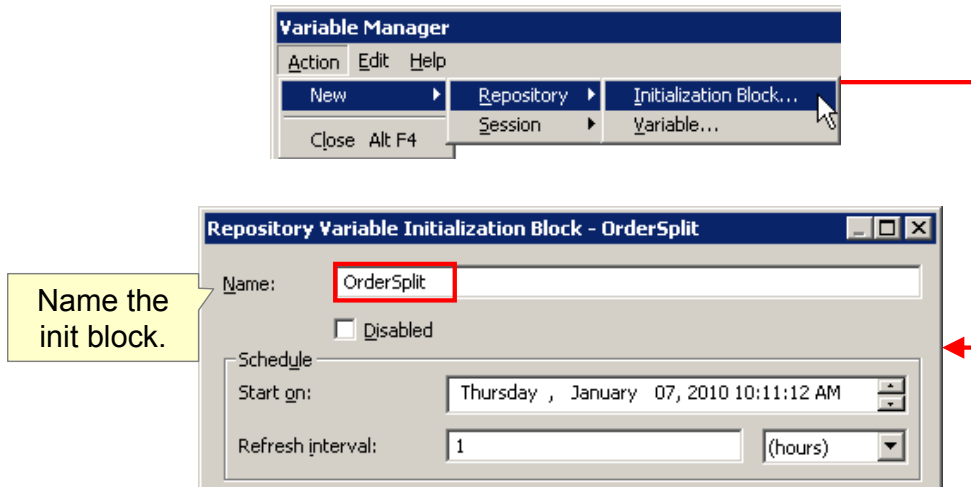 Variable Manager
Action Edit Help
New Repository Initialization Block...
Close Alt F4 Session Variable...
Repository Variable Initialization Block - OrderSplit
Name: OrderSplit
Name the
init block.
Disabled
Schedule
Start on: Thursday , January 07, 2010 10:11:12 AM
Refresh interval: 1 (hours)